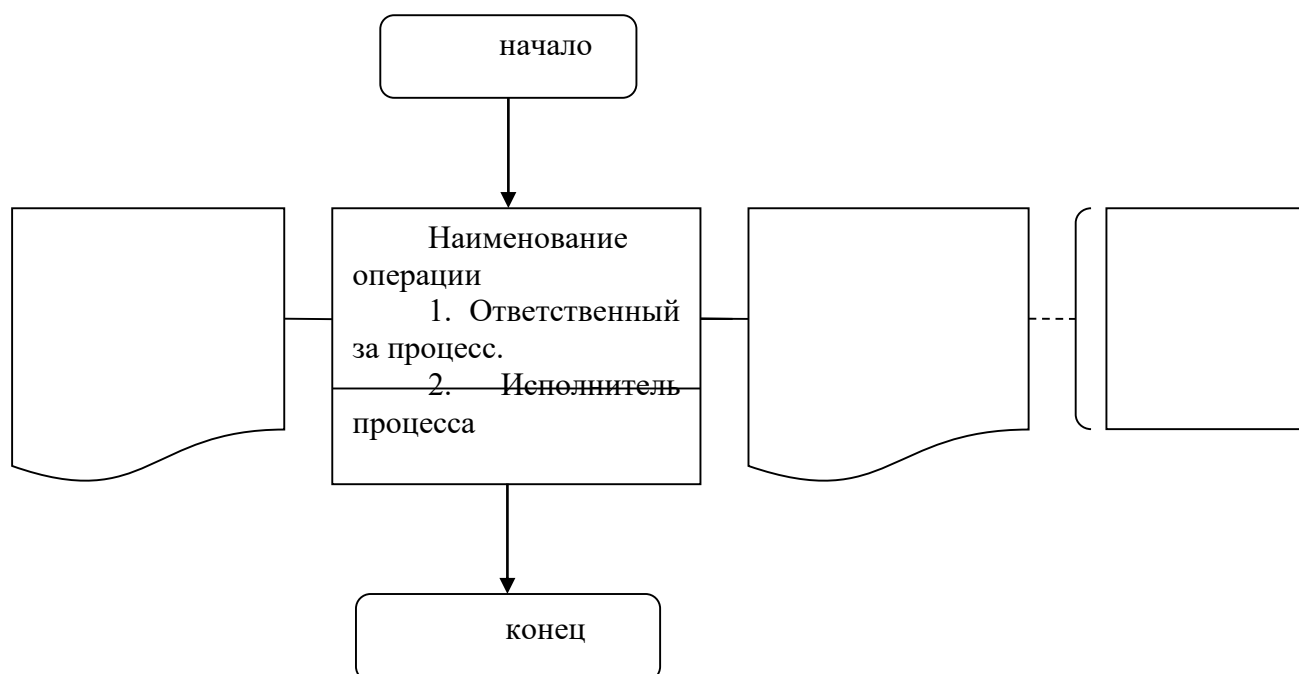 начало
Наименование
операции
1. Ответственный
за процесс.
2. Исполнитель
процесса
конец